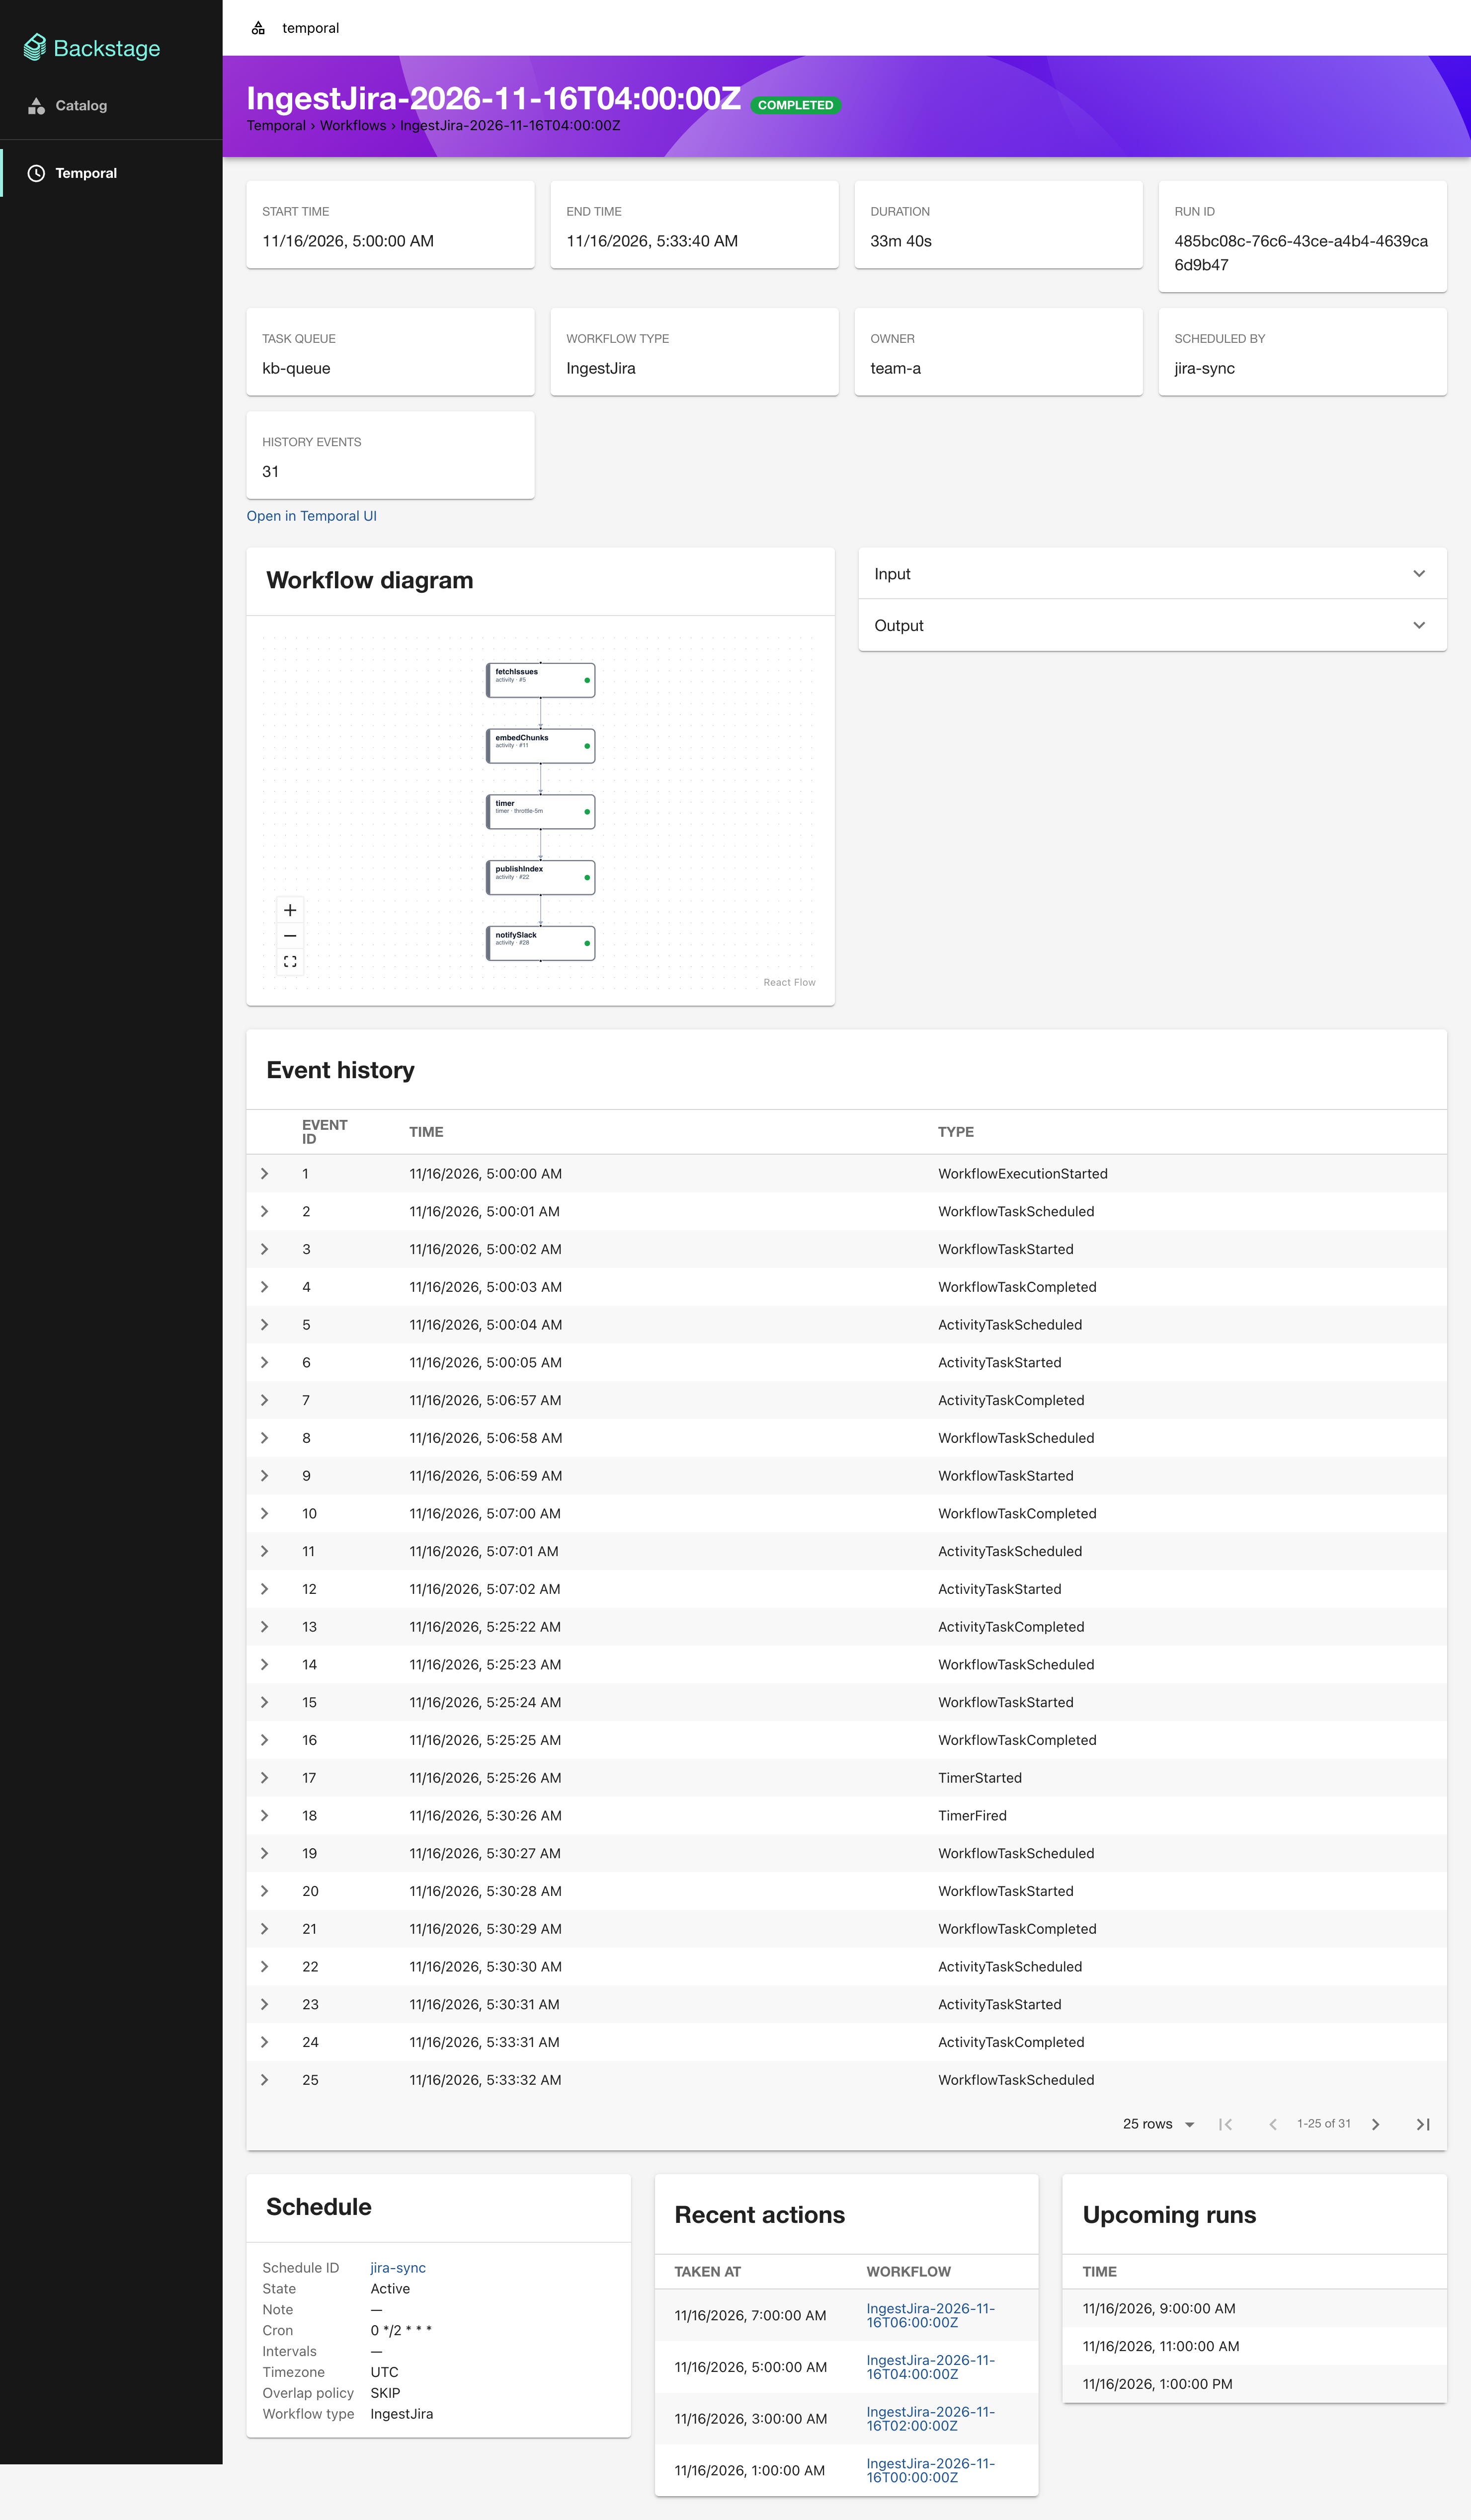 Backstage
Catalog
Temporal
temporal
IngestJira-2026-11-16T04:00:00Z COMPLETED
Temporal › Workflows › IngestJira-2026-11-16T04:00:00Z
START TIME
11/16/2026, 5:00:00 AM
END TIME
11/16/2026, 5:33:40 AM
DURATION
33m 40s
RUN ID
485bc08c-76c6-43ce-a4b4-4639ca
6d9b47
TASK QUEUE
kb-queue
WORKFLOW TYPE
IngestJira
OWNER
team-a
SCHEDULED BY
jira-sync
HISTORY EVENTS
31
Open in Temporal UI
Workflow diagram
fetchIssues
activity · #5
embedChunks
activity · #11
timer
timer · throttle-5m
publishIndex
activity · #22
notifySlack
activity · #28
React Flow
Input
Output
Event history
EVENT
ID
TIME
TYPE
1 11/16/2026, 5:00:00 AM WorkflowExecutionStarted
2 11/16/2026, 5:00:01 AM WorkflowTaskScheduled
3 11/16/2026, 5:00:02 AM WorkflowTaskStarted
4 11/16/2026, 5:00:03 AM WorkflowTaskCompleted
5 11/16/2026, 5:00:04 AM ActivityTaskScheduled
6 11/16/2026, 5:00:05 AM ActivityTaskStarted
7 11/16/2026, 5:06:57 AM ActivityTaskCompleted
8 11/16/2026, 5:06:58 AM WorkflowTaskScheduled
9 11/16/2026, 5:06:59 AM WorkflowTaskStarted
10 11/16/2026, 5:07:00 AM WorkflowTaskCompleted
11 11/16/2026, 5:07:01 AM ActivityTaskScheduled
12 11/16/2026, 5:07:02 AM ActivityTaskStarted
13 11/16/2026, 5:25:22 AM ActivityTaskCompleted
14 11/16/2026, 5:25:23 AM WorkflowTaskScheduled
15 11/16/2026, 5:25:24 AM WorkflowTaskStarted
16 11/16/2026, 5:25:25 AM WorkflowTaskCompleted
17 11/16/2026, 5:25:26 AM TimerStarted
18 11/16/2026, 5:30:26 AM TimerFired
19 11/16/2026, 5:30:27 AM WorkflowTaskScheduled
20 11/16/2026, 5:30:28 AM WorkflowTaskStarted
21 11/16/2026, 5:30:29 AM WorkflowTaskCompleted
22 11/16/2026, 5:30:30 AM ActivityTaskScheduled
23 11/16/2026, 5:30:31 AM ActivityTaskStarted
24 11/16/2026, 5:33:31 AM ActivityTaskCompleted
25 11/16/2026, 5:33:32 AM WorkflowTaskScheduled
25 rows 1-25 of 31
Schedule
Schedule ID jira-sync
State Active
Note —
Cron 0 */2 * * *
Intervals —
Timezone UTC
Overlap policy SKIP
Workflow type IngestJira
Recent actions
TAKEN AT WORKFLOW
11/16/2026, 7:00:00 AM IngestJira-2026-11-
16T06:00:00Z
11/16/2026, 5:00:00 AM IngestJira-2026-11-
16T04:00:00Z
11/16/2026, 3:00:00 AM IngestJira-2026-11-
16T02:00:00Z
11/16/2026, 1:00:00 AM IngestJira-2026-11-
16T00:00:00Z
Upcoming runs
TIME
11/16/2026, 9:00:00 AM
11/16/2026, 11:00:00 AM
11/16/2026, 1:00:00 PM